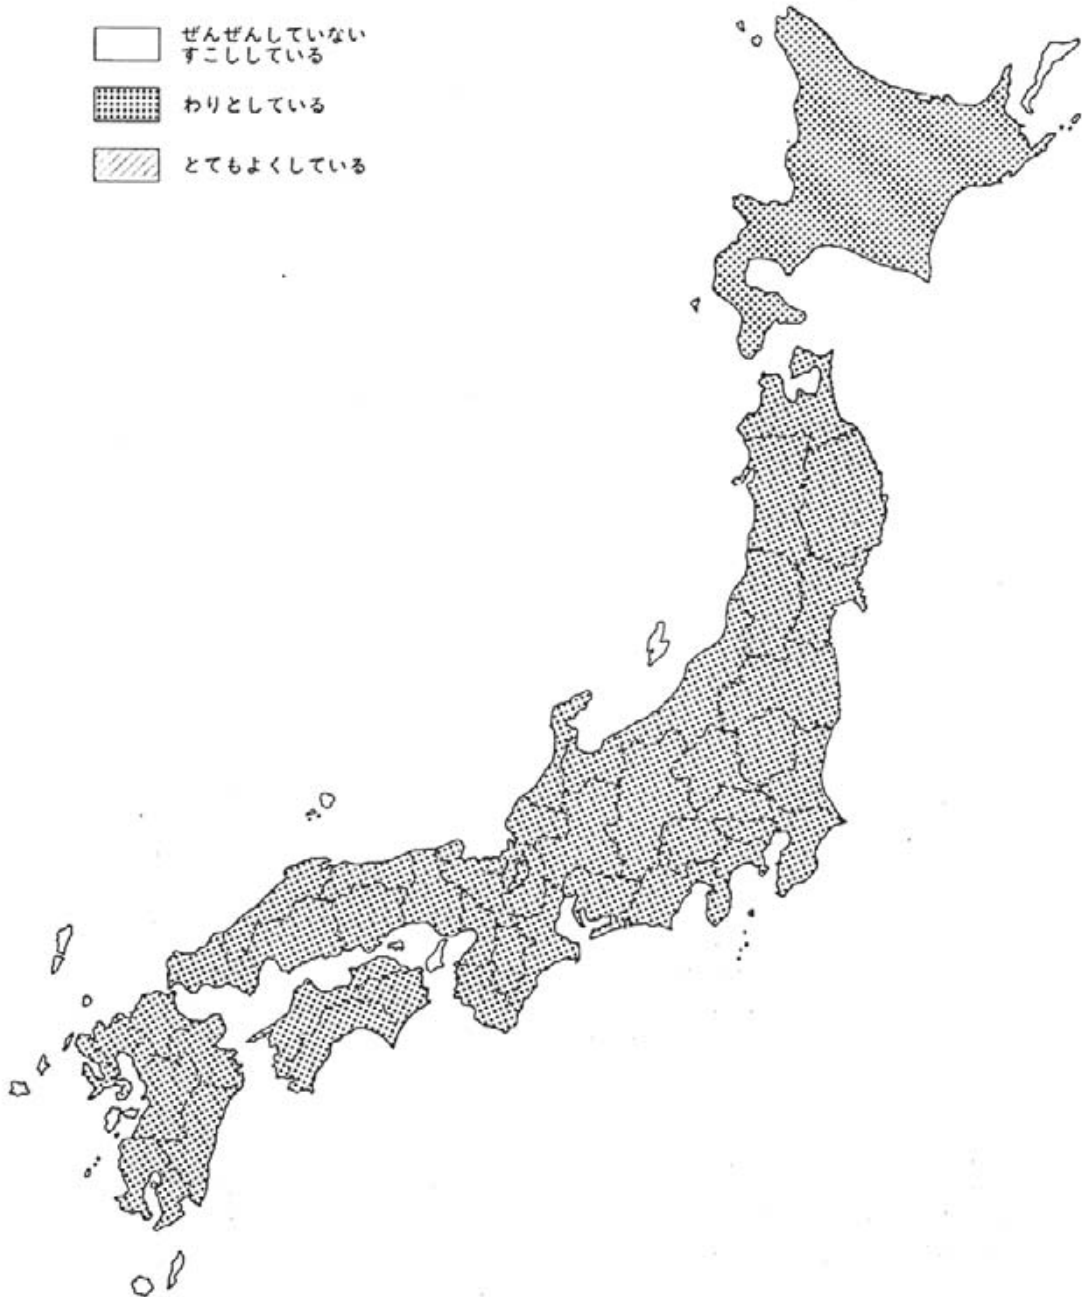 ぜんぜんしていない
すこししている
わりとしている
とてもよくしている